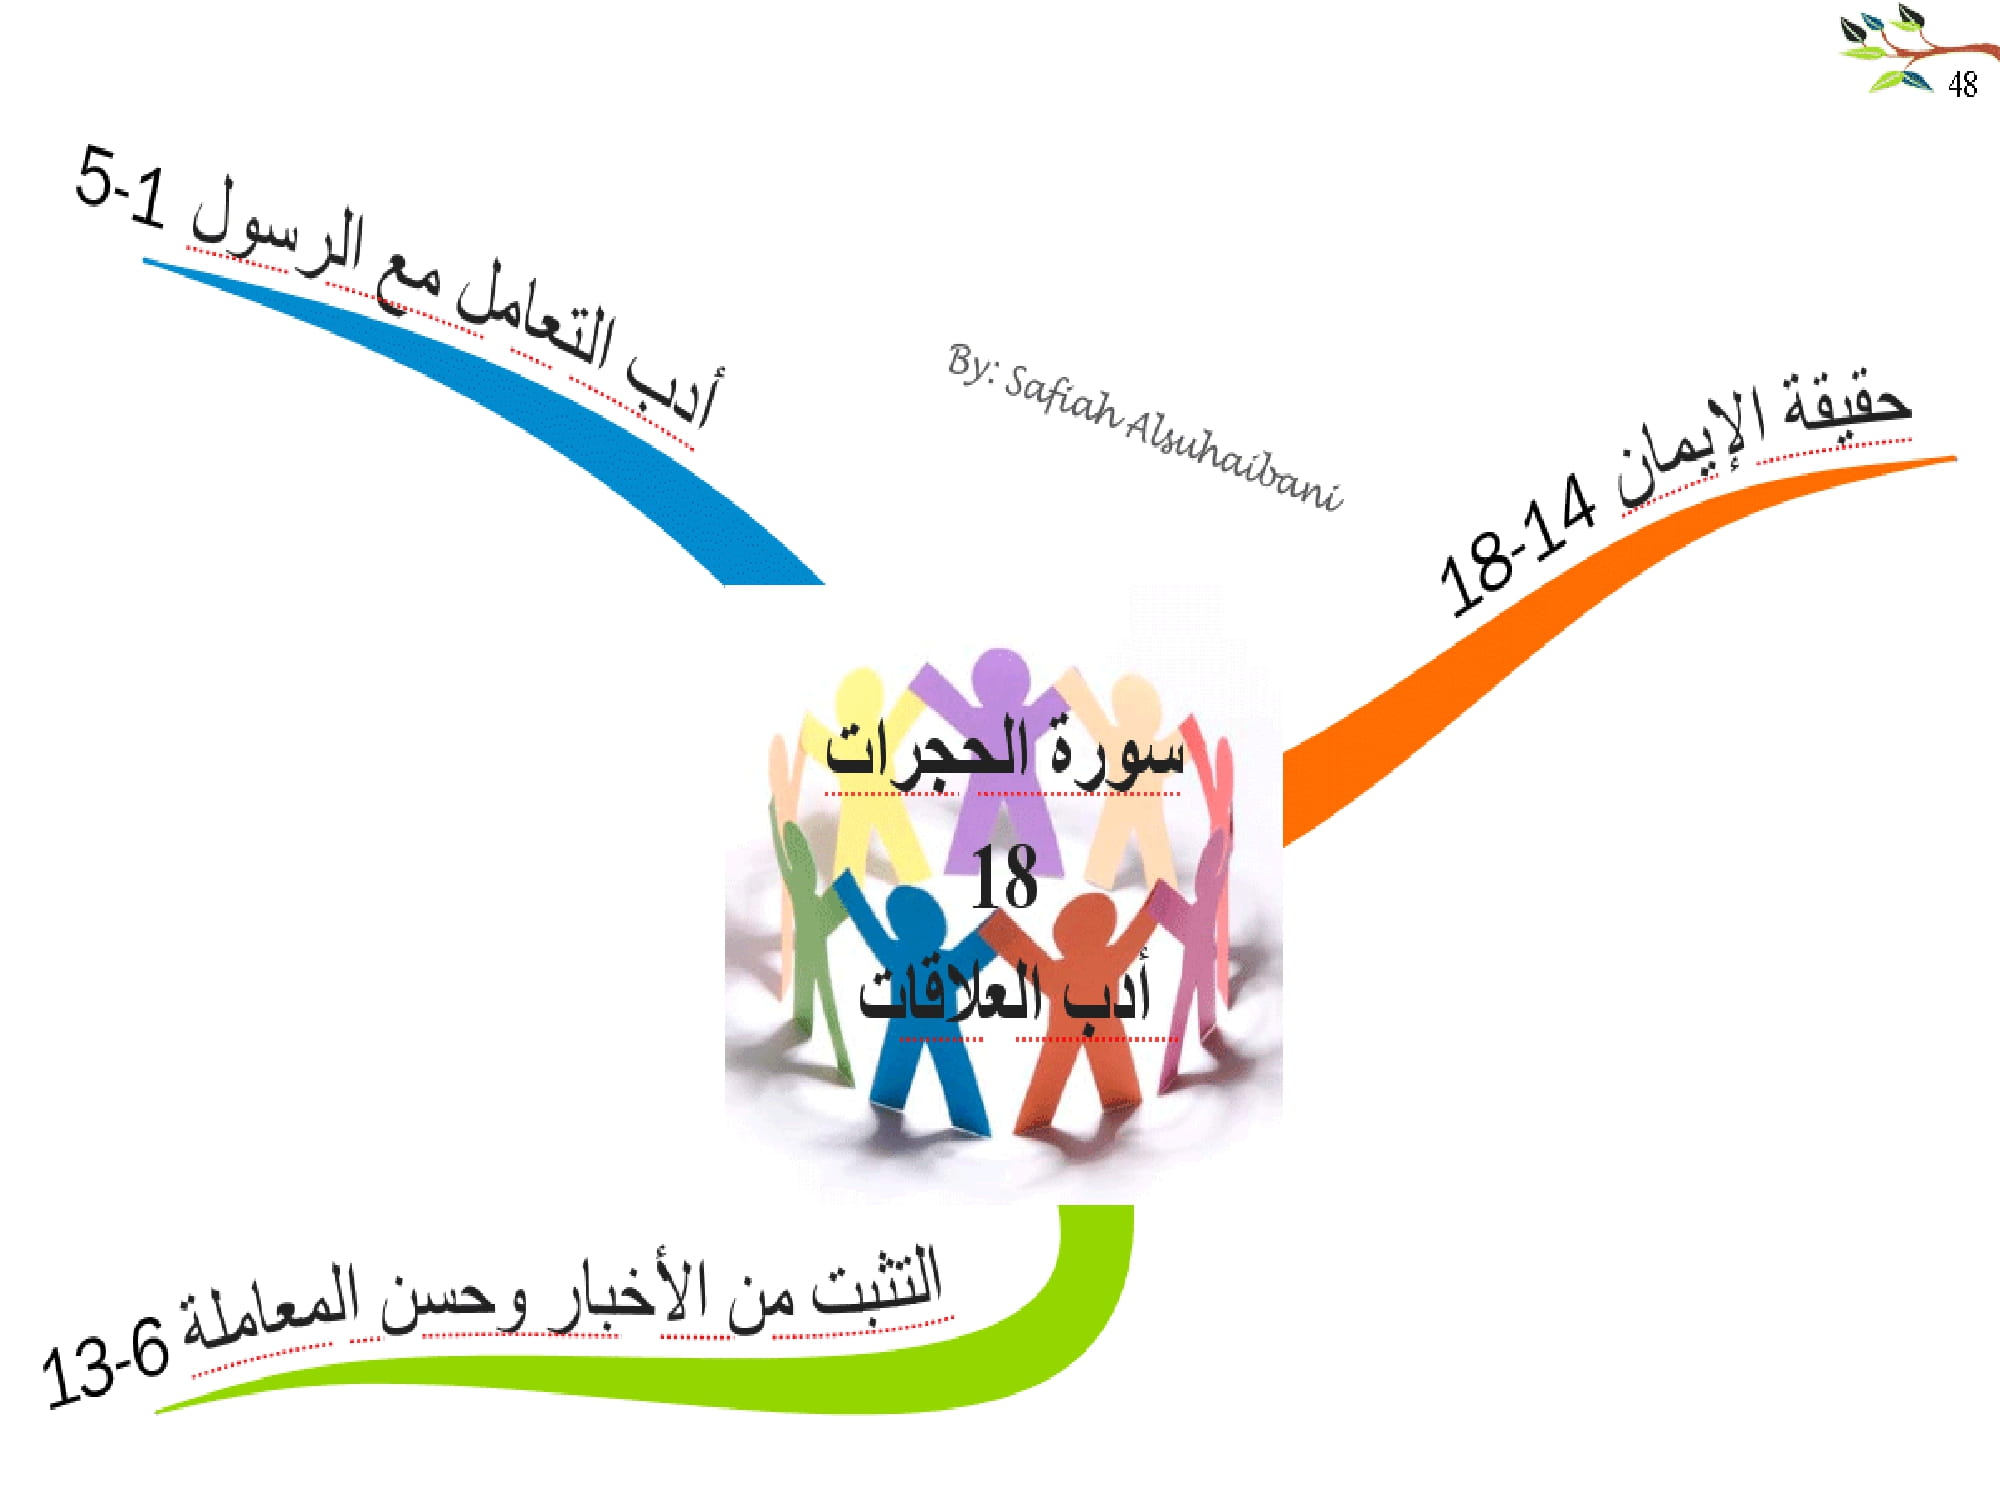 48
أدب التعامل مع الرسول 1-5
By: Safiah Alsuhaibani
حقيقة الإيمان 14-18
سورة الحجرات
18
أدب العلاقات
التثبت من الأخبار وحسن المعاملة 6-13